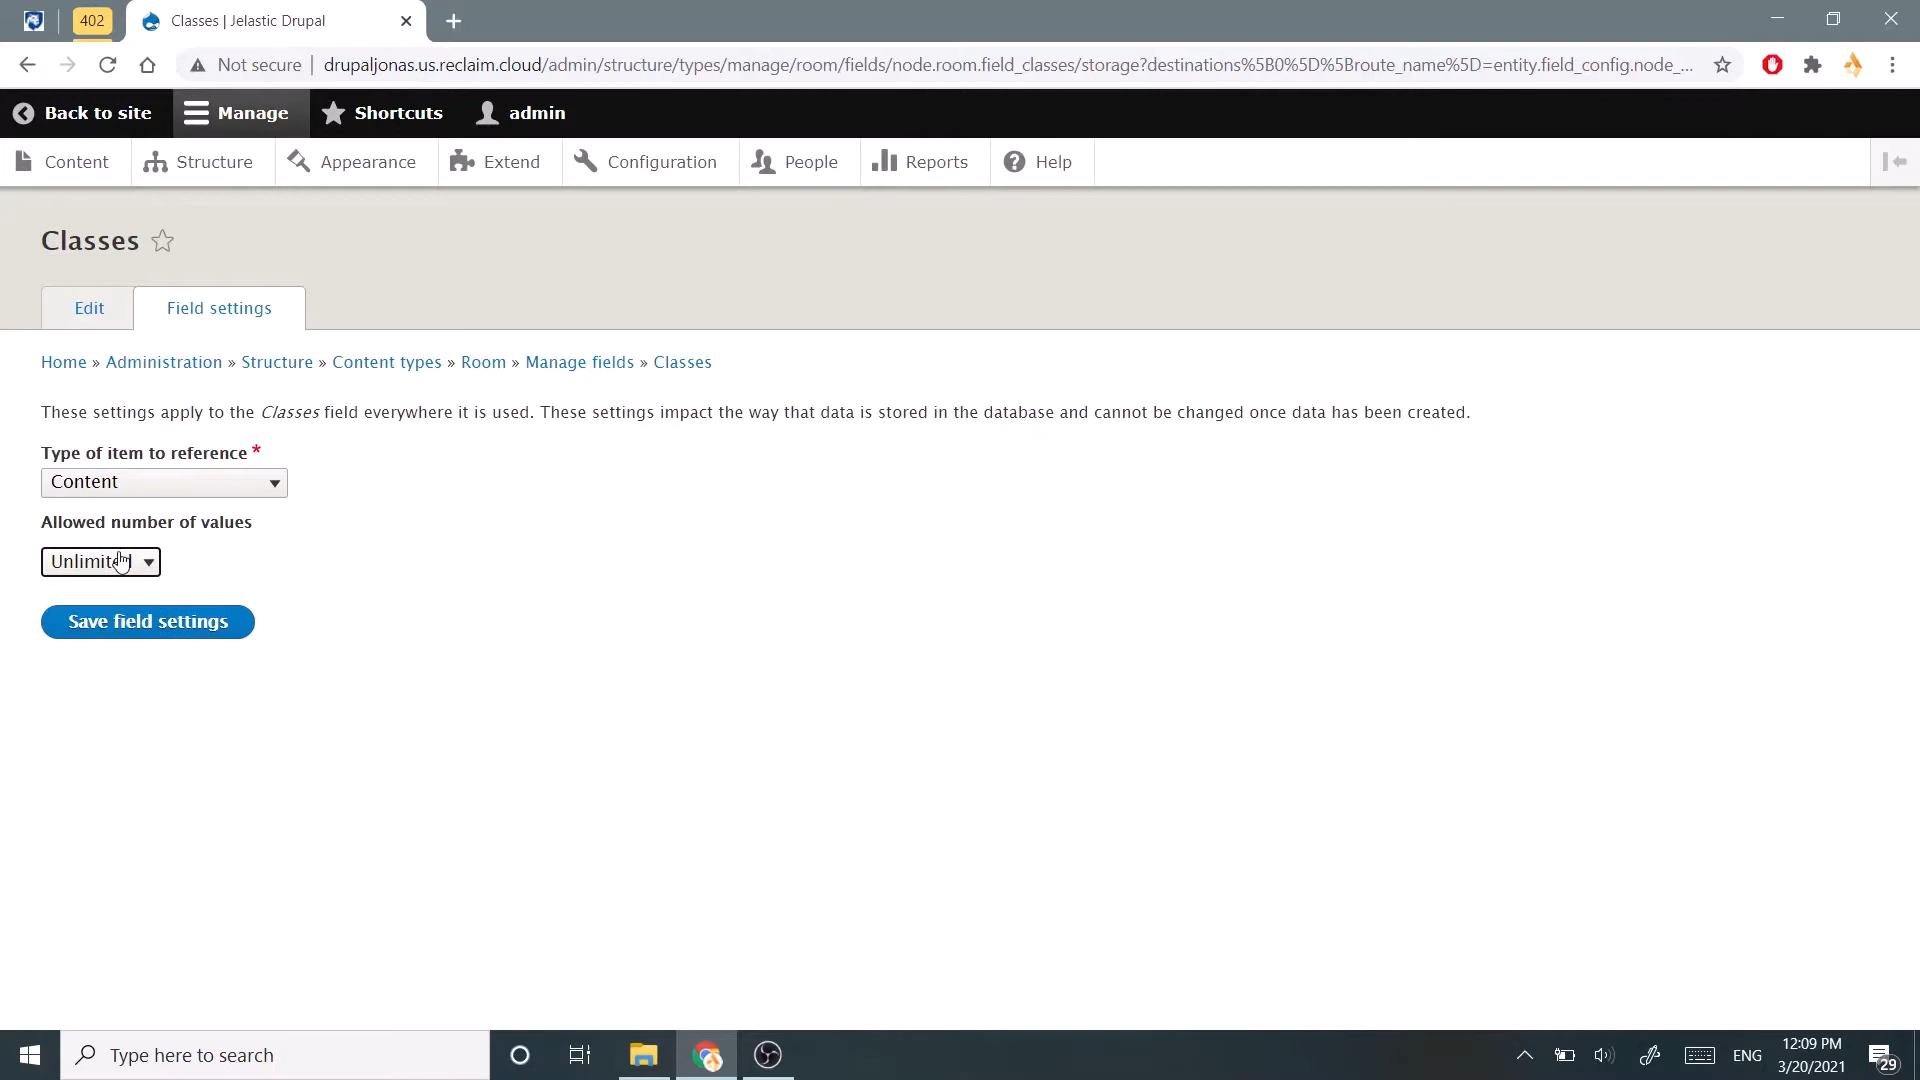 402
Classes | Jelastic Drupal
Not secure
drupaljonas.us.reclaim.cloud/admin/structure/types/manage/room/fields/node.room.field_classes/storage?destinations%5B0%5D%5Broute_name%5D=entity.field_config.node_...
Back to site
Manage
Shortcuts
admin
Content
Structure
Appearance
Extend
Configuration
People
Reports
Help
Classes
Edit
Field settings
Home » Administration » Structure » Content types » Room » Manage fields » Classes
These settings apply to the Classes field everywhere it is used. These settings impact the way that data is stored in the database and cannot be changed once data has been created.
Type of item to reference *
Content
Allowed number of values
Unlimited
Save field settings
Type here to search
ENG
12:09 PM
3/20/2021
29